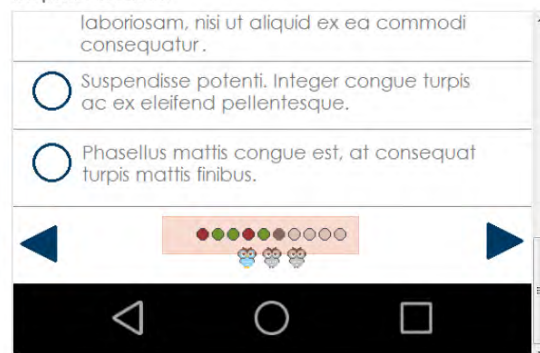 laboriosam, nisi ut aliquid ex ea commodi
consequatur.
Suspendisse potenti. Integer congue turpis
ac ex eleifend pellentesque.
Phasellus mattis congue est, at consequat
turpis mattis finibus.